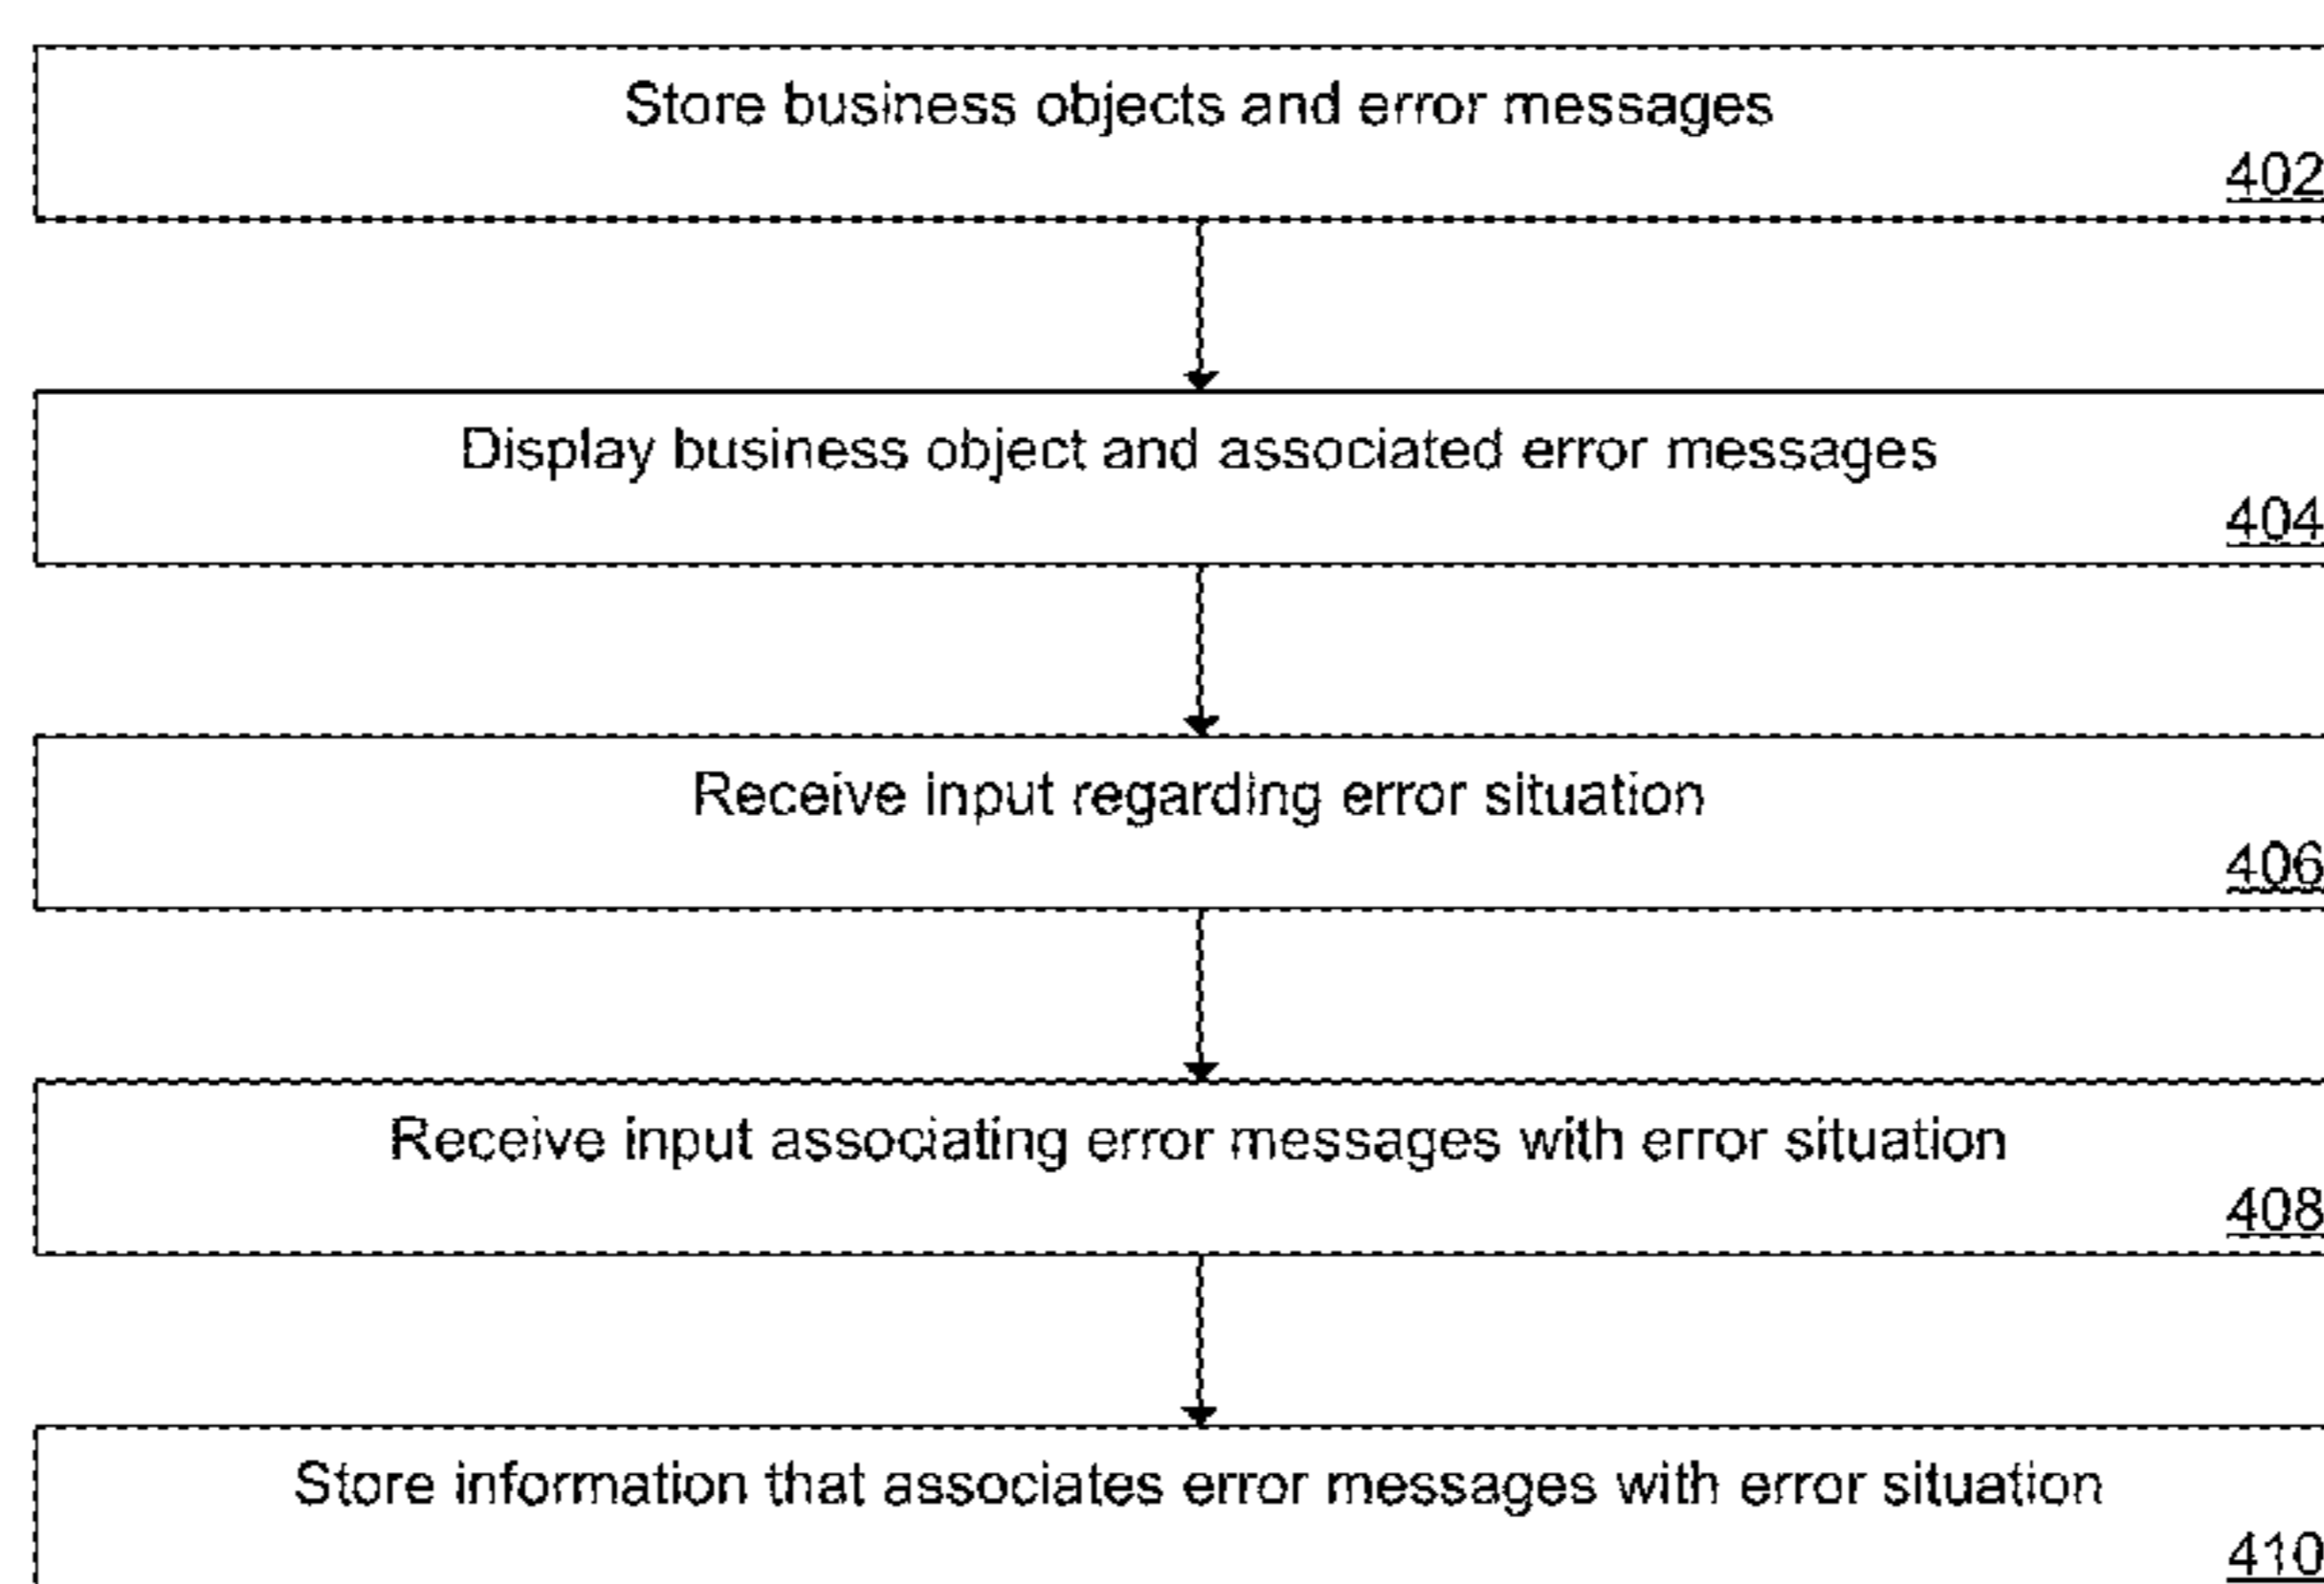 Store business objects and error messages
402
Display business object and associated error messages
404
Receive input regarding error situation
406
Receive input associating error messages with error situation
408
Store information that associates error messages with error situation
410